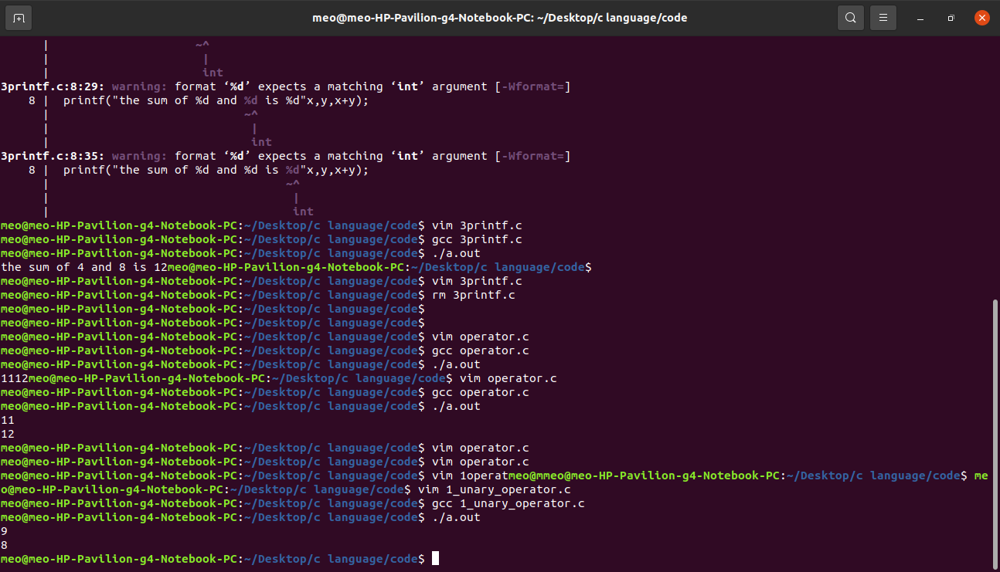 meo@meo-HP-Pavilion-g4-Notebook-PC: ~/Desktop/c language/code
| ~^
| |
| int
3printf.c:8:29: warning: format ‘%d’ expects a matching ‘int’ argument [-Wformat=]
8 | printf("the sum of %d and %d is %d"x,y,x+y);
| ~^
| |
| int
3printf.c:8:35: warning: format ‘%d’ expects a matching ‘int’ argument [-Wformat=]
8 | printf("the sum of %d and %d is %d"x,y,x+y);
| ~^
| |
| int
meo@meo-HP-Pavilion-g4-Notebook-PC:~/Desktop/c language/code$ vim 3printf.c
meo@meo-HP-Pavilion-g4-Notebook-PC:~/Desktop/c language/code$ gcc 3printf.c
meo@meo-HP-Pavilion-g4-Notebook-PC:~/Desktop/c language/code$ ./a.out
the sum of 4 and 8 is 12meo@meo-HP-Pavilion-g4-Notebook-PC:~/Desktop/c language/code$
meo@meo-HP-Pavilion-g4-Notebook-PC:~/Desktop/c language/code$ vim 3printf.c
meo@meo-HP-Pavilion-g4-Notebook-PC:~/Desktop/c language/code$ rm 3printf.c
meo@meo-HP-Pavilion-g4-Notebook-PC:~/Desktop/c language/code$
meo@meo-HP-Pavilion-g4-Notebook-PC:~/Desktop/c language/code$
meo@meo-HP-Pavilion-g4-Notebook-PC:~/Desktop/c language/code$ vim operator.c
meo@meo-HP-Pavilion-g4-Notebook-PC:~/Desktop/c language/code$ gcc operator.c
meo@meo-HP-Pavilion-g4-Notebook-PC:~/Desktop/c language/code$ ./a.out
1112meo@meo-HP-Pavilion-g4-Notebook-PC:~/Desktop/c language/code$ vim operator.c
meo@meo-HP-Pavilion-g4-Notebook-PC:~/Desktop/c language/code$ gcc operator.c
meo@meo-HP-Pavilion-g4-Notebook-PC:~/Desktop/c language/code$ ./a.out
11
12
meo@meo-HP-Pavilion-g4-Notebook-PC:~/Desktop/c language/code$ vim operator.c
meo@meo-HP-Pavilion-g4-Notebook-PC:~/Desktop/c language/code$ vim operator.c
meo@meo-HP-Pavilion-g4-Notebook-PC:~/Desktop/c language/code$ vim 1operatmeo@mmeo@meo-HP-Pavilion-g4-Notebook-PC:~/Desktop/c language/code$ me
o@meo-HP-Pavilion-g4-Notebook-PC:~/Desktop/c language/code$ vim 1_unary_operator.c
meo@meo-HP-Pavilion-g4-Notebook-PC:~/Desktop/c language/code$ gcc 1_unary_operator.c
meo@meo-HP-Pavilion-g4-Notebook-PC:~/Desktop/c language/code$ ./a.out
9
8
meo@meo-HP-Pavilion-g4-Notebook-PC:~/Desktop/c language/code$